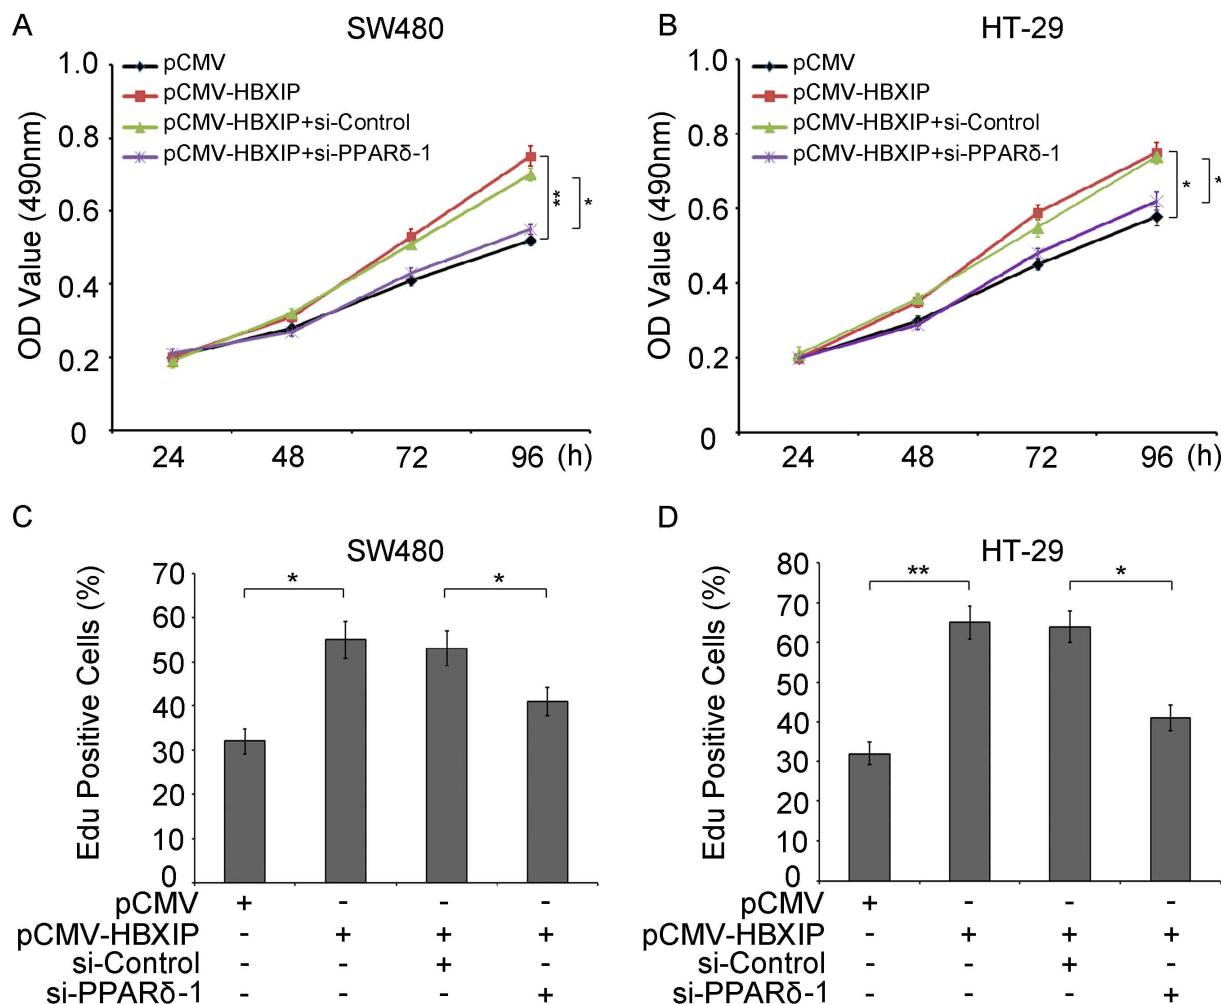 A
SW480
pCMV
pCMV-HBXIP
pCMV-HBXIP+si-Control
pCMV-HBXIP+si-PPARδ-1
1.0
0.8
0.6
0.4
0.2
0
OD Value (490nm)
**
*
24 48 72 96 (h)
B
HT-29
pCMV
pCMV-HBXIP
pCMV-HBXIP+si-Control
pCMV-HBXIP+si-PPARδ-1
1.0
0.8
0.6
0.4
0.2
0
OD Value (490nm)
*
*
24 48 72 96 (h)
C
SW480
70
60
50
40
30
20
10
0
Edu Positive Cells (%)
* *
pCMV + - - -
pCMV-HBXIP - + + +
si-Control - - + -
si-PPARδ-1 - - - +
D
HT-29
80
70
60
50
40
30
20
10
0
Edu Positive Cells (%)
** *
pCMV + - - -
pCMV-HBXIP - + + +
si-Control - - + -
si-PPARδ-1 - - - +